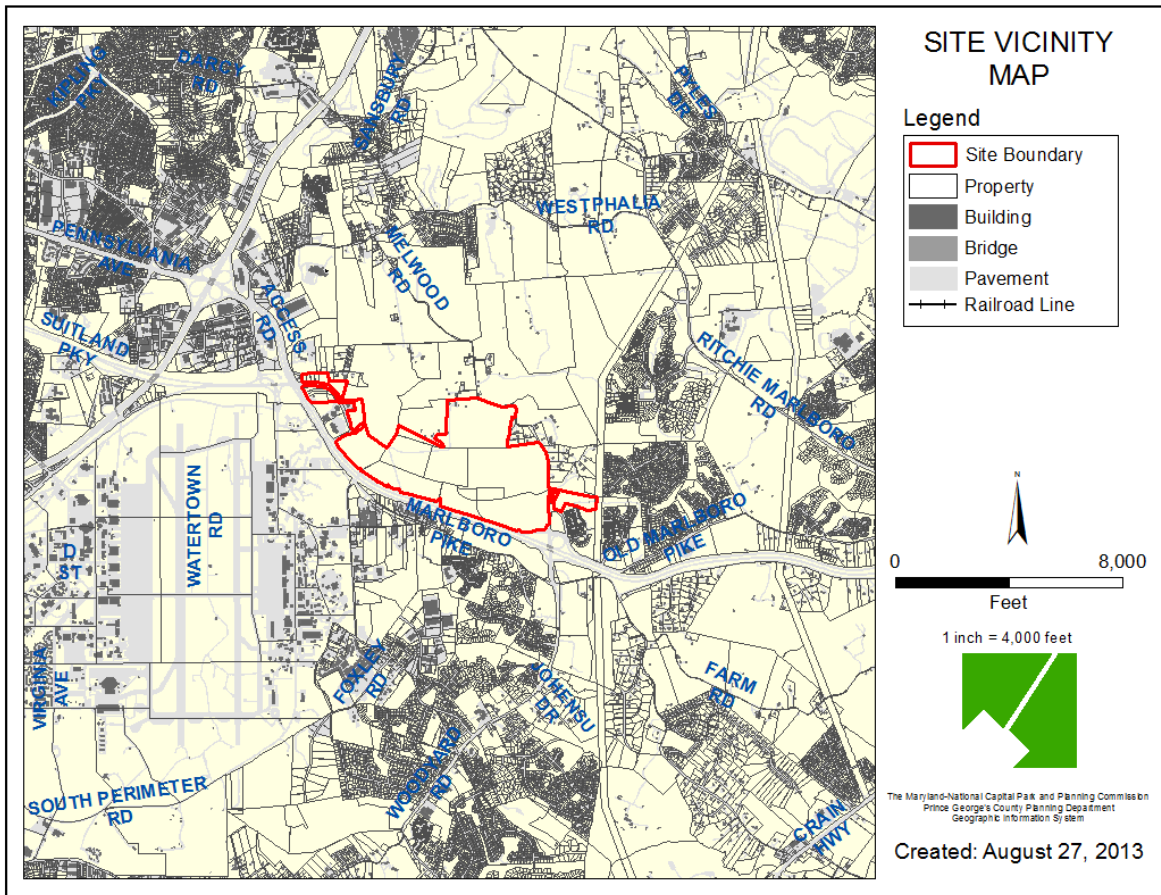 SITE VICINITY
MAP
Legend
Site Boundary
Property
Building
Bridge
Pavement
Railroad Line
KIPLING
PKY
DARCY
RD
SANSBURY
RD
PYLES
DR
WESTPHALIA
RD
PENNSYLVANIA
AVE
MELWOOD
RD
ACCESS
RD
SUITLAND
PKY
RITCHIE MARLBORO
RD
WATERTOWN
RD
MARLBORO
PIKE
OLD MARLBORO
PIKE
D
ST
VIRGINIA
AVE
FOXLEY
RD
JOHENSU
DR
FARM
RD
WOODYARD
RD
SOUTH PERIMETER
RD
CRAIN
HWY
N
0 8,000
Feet
1 inch = 4,000 feet
The Maryland-National Capital Park and Planning Commission
Prince George's County Planning Department
Geographic Information System
Created: August 27, 2013